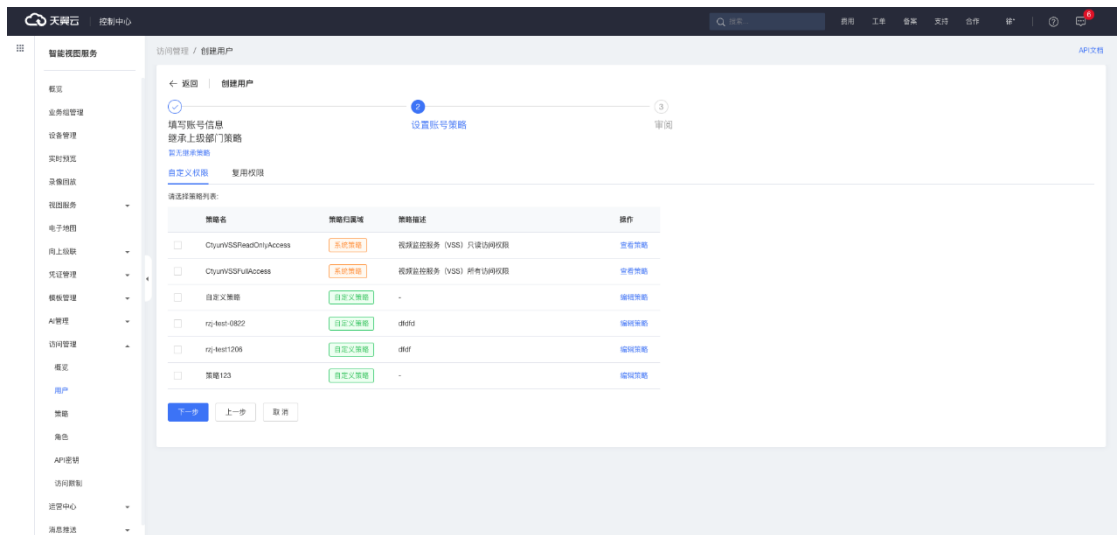 天翼云 控制中心 搜索... 费用 工单 备案 支持 合作 6
智能视图服务
访问管理 / 创建用户 API文档
概览
业务组管理
设备管理
实时预览
录像回放
视图服务
电子地图
向上级联
凭证管理
模板管理
AI管理
访问管理
概览
用户
策略
角色
API密钥
访问限制
运营中心
消息推送
← 返回 创建用户
2 3
填写账号信息 设置账号策略 审阅
继承上级部门策略
暂无继承策略
自定义权限 复用权限
请选择策略列表:
策略名 策略归属域 策略描述 操作
CtyunVSSReadOnlyAccess 系统策略 视频监控服务（VSS）只读访问权限 查看策略
CtyunVSSFullAccess 系统策略 视频监控服务（VSS）所有访问权限 查看策略
自定义策略 自定义策略 - 编辑策略
rzj-test-0822 自定义策略 dfdfd 编辑策略
rzj-test1206 自定义策略 dfdf 编辑策略
策略123 自定义策略 - 编辑策略
下一步 上一步 取消